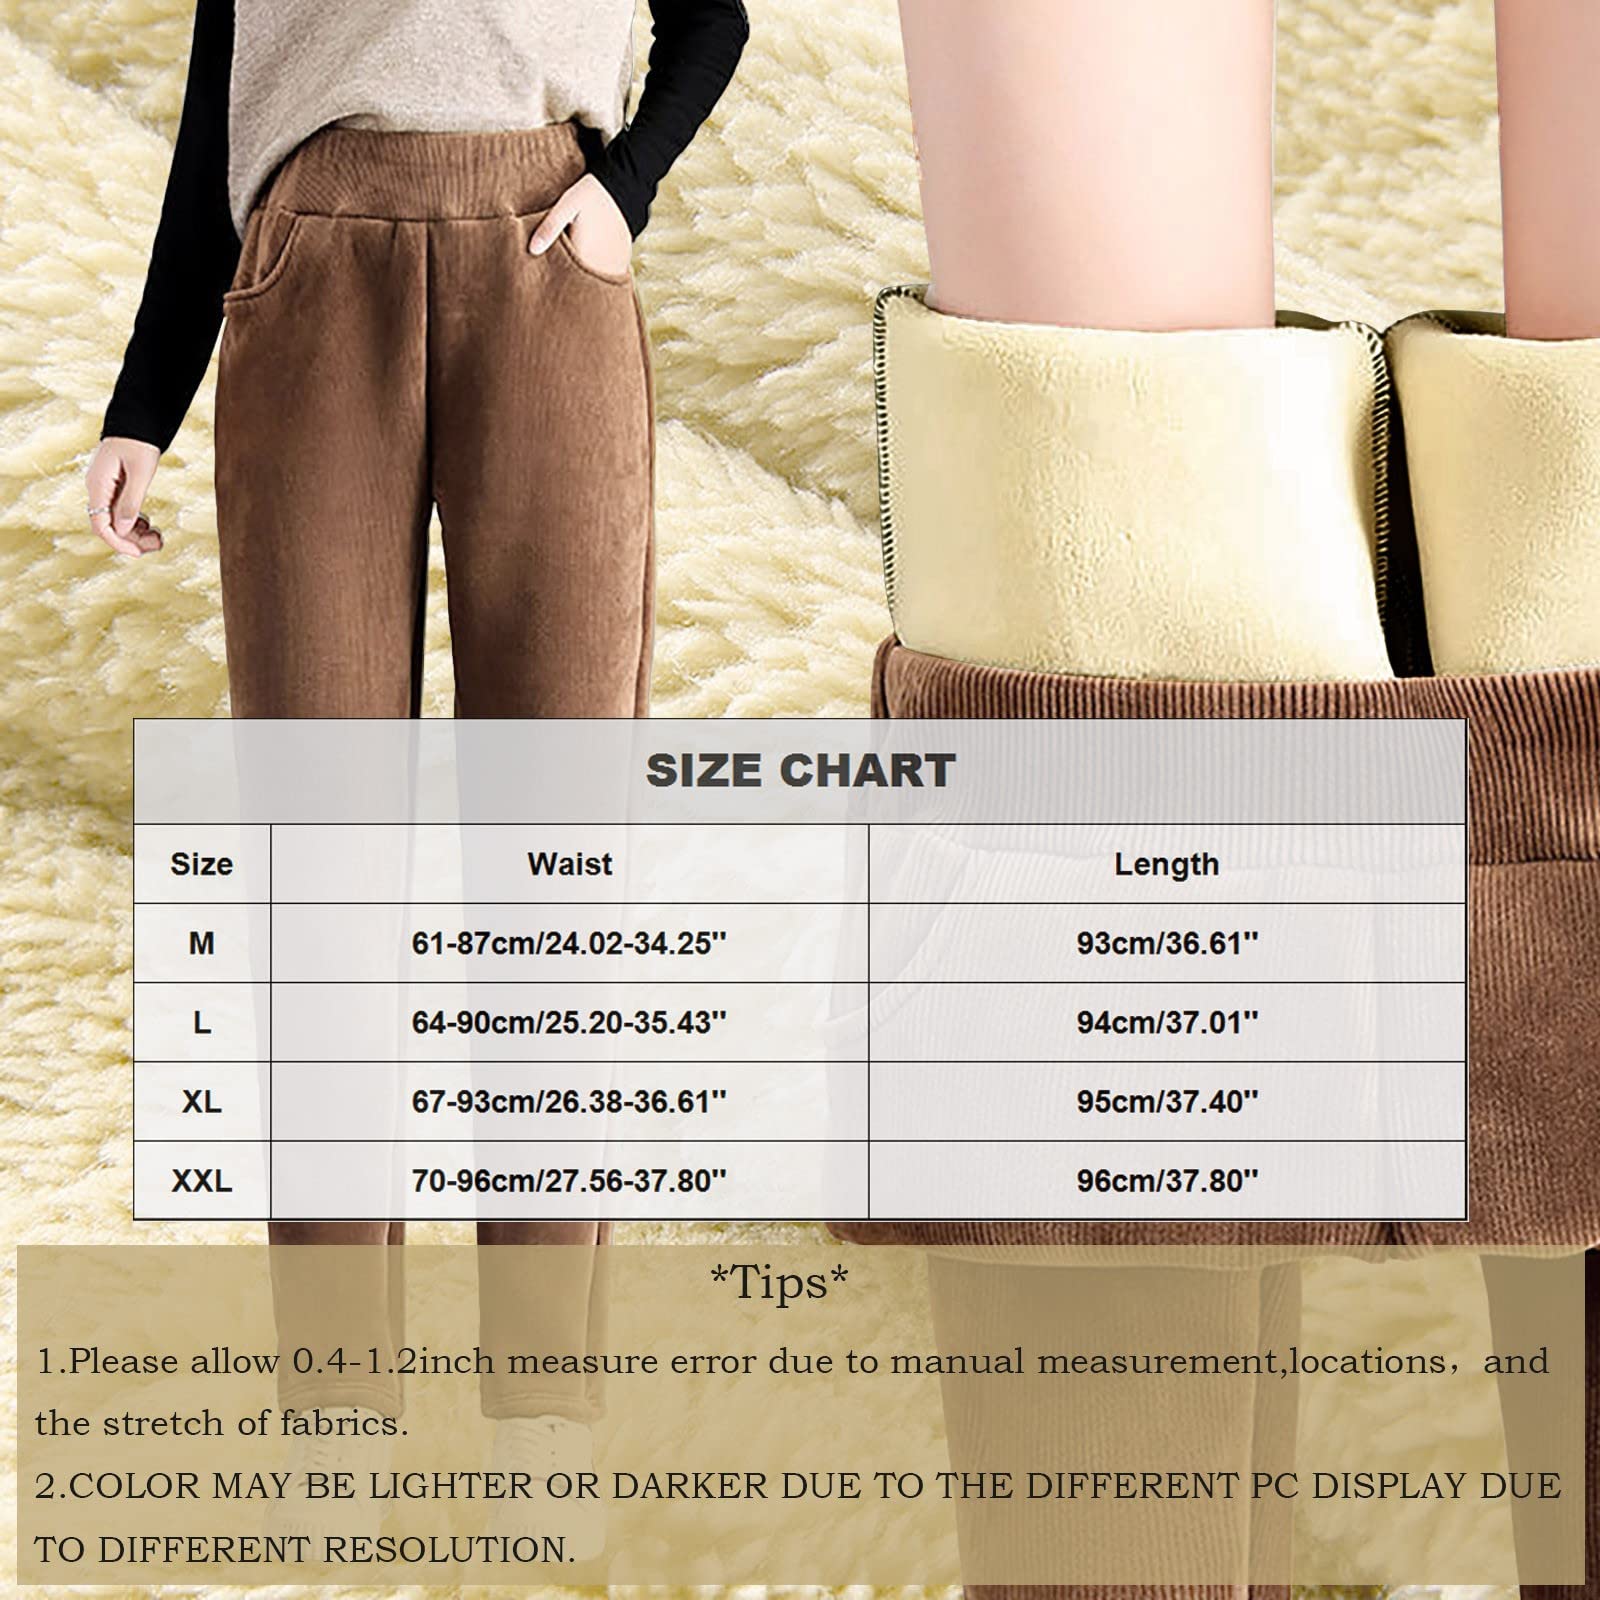 SIZE CHART
Size Waist Length
M 61-87cm/24.02-34.25'' 93cm/36.61''
L 64-90cm/25.20-35.43'' 94cm/37.01''
XL 67-93cm/26.38-36.61'' 95cm/37.40''
XXL 70-96cm/27.56-37.80'' 96cm/37.80''
*Tips*
1.Please allow 0.4-1.2inch measure error due to manual measurement,locations，and
the stretch of fabrics.
2.COLOR MAY BE LIGHTER OR DARKER DUE TO THE DIFFERENT PC DISPLAY DUE
TO DIFFERENT RESOLUTION.